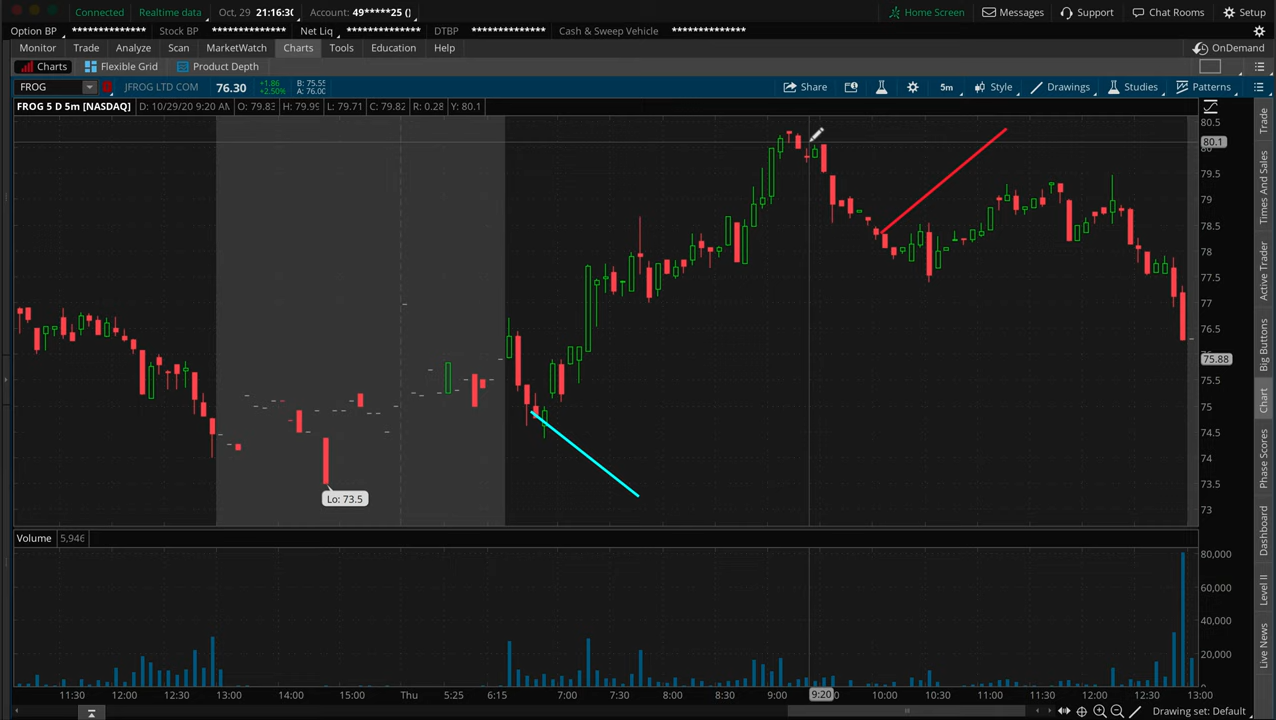 Connected Realtime data Oct, 29 21:16:30 Account: 49*****25 () Home Screen Messages Support Chat Rooms Setup
Option BP ************** Stock BP ************** Net Liq ************** DTBP ************** Cash & Sweep Vehicle **************
Monitor Trade Analyze Scan MarketWatch Charts Tools Education Help OnDemand
Charts Flexible Grid Product Depth
FROG JFROG LTD COM 76.30 +1.86 +2.50% B: 75.55 A: 76.00 Share 5m Style Drawings Studies Patterns
FROG 5 D 5m [NASDAQ] D: 10/29/20 9:20 AM O: 79.83 H: 79.99 L: 79.71 C: 79.82 R: 0.28 Y: 80.1
80.5
80.1
79.5
79
78.5
78
77.5
77
76.5
75.88
75.5
75
74.5
74
73.5
73
Lo: 73.5
Volume 5,946
80,000
60,000
40,000
20,000
11:30 12:00 12:30 13:00 14:00 15:00 Thu 5:25 6:15 7:00 7:30 8:00 8:30 9:00 9:20 10:00 10:30 11:00 11:30 12:00 12:30 13:00
Drawing set: Default
Trade
Times And Sales
Active Trader
Big Buttons
Chart
Phase Scores
Dashboard
Level II
Live News